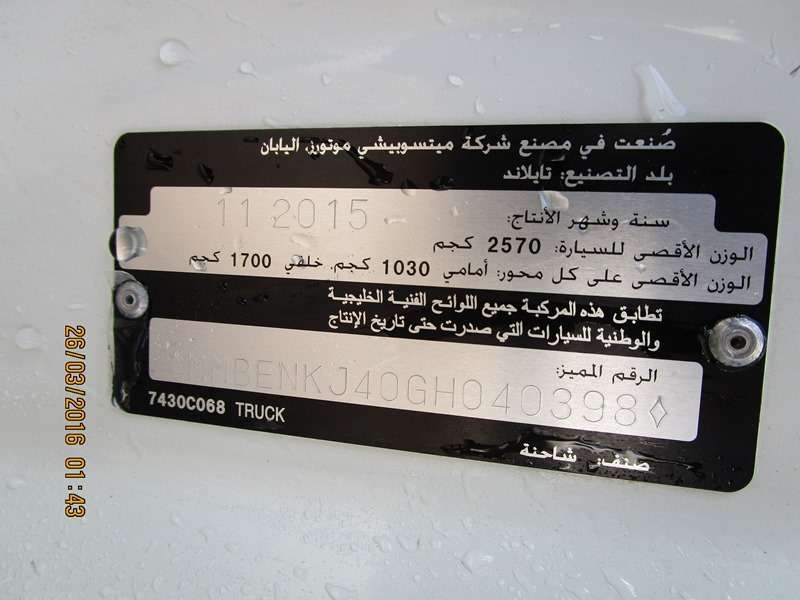 صُنعت في مصنع شركة ميتسوبيشي موتورز، اليابان
بلد التصنيع: تايلاند
سنة وشهر الأنتاج: 11 2015
الوزن الأقصى للسيارة: 2570 كجم
الوزن الأقصى على كل محور: أمامي 1030 كجم، خلفي 1700 كجم
تطابق هذه المركبة جميع اللوائح الفنية الخليجية
والوطنية للسيارات التي صدرت حتى تاريخ الإنتاج
الرقم المميز:
7430C068 TRUCK
صنف: شاحنة
26/03/2016 01:43